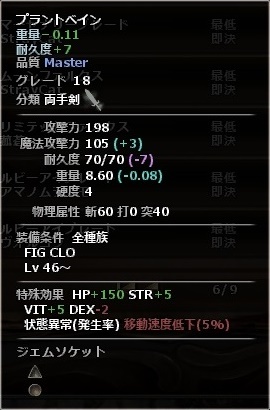 プラントベイン
重量－0.11
耐久度+7
品質 Master
グレード 18
分類 両手剣
攻撃力 198
魔法攻撃力 105 (+3)
耐久度 70/70 (-7)
重量 8.60 (-0.08)
硬度 4
物理属性 斬60 打0 突40
装備条件 全種族
FIG CLO
Lv 46～
特殊効果 HP+150 STR+5
VIT+5 DEX-2
状態異常(発生率) 移動速度低下(5%)
ジェムソケット
最低
即決
最低
即決
最低
即決
最低
即決
6/9